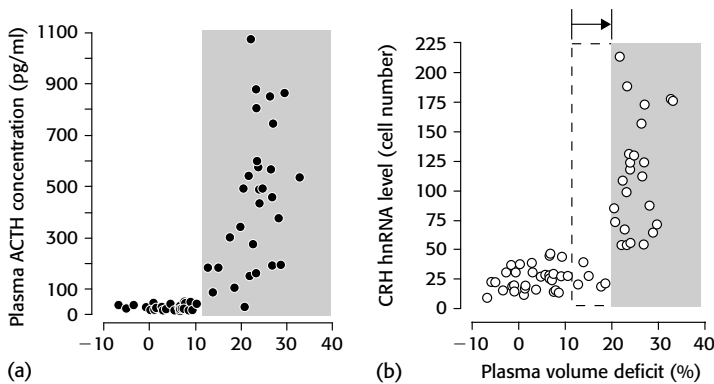 Plasma ACTH concentration (pg/ml)
1100
900
700
500
300
100
0
−10 0 10 20 30 40
(a)
CRH hnRNA level (cell number)
225
200
175
150
125
100
75
50
25
0
−10 0 10 20 30 40
(b) Plasma volume deficit (%)